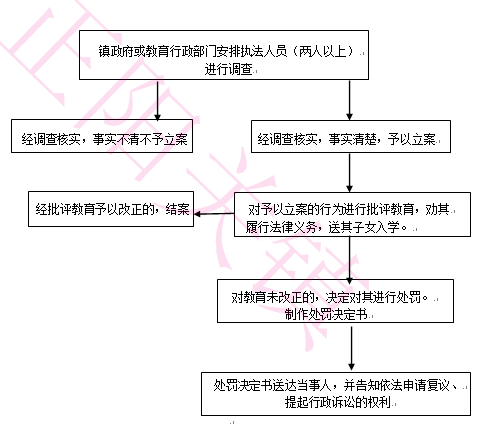 镇政府或教育行政部门安排执法人员（两人以上）
进行调查
经调查核实，事实不清不予立案
经调查核实，事实清楚，予以立案
经批评教育予以改正的，结案
对予以立案的行为进行批评教育，劝其
履行法律义务，送其子女入学。
对教育未改正的，决定对其进行处罚。
制作处罚决定书
处罚决定书送达当事人，并告知依法申请复议、
提起行政诉讼的权利
正阳关镇